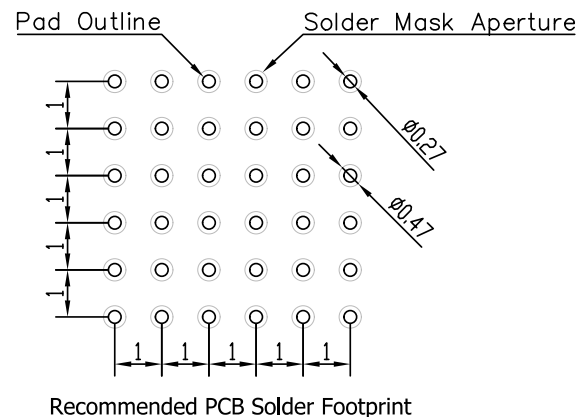 Pad Outline
Solder Mask Aperture
1
ø0.27
1
1
ø0.47
1
1
1 1 1 1 1
Recommended PCB Solder Footprint